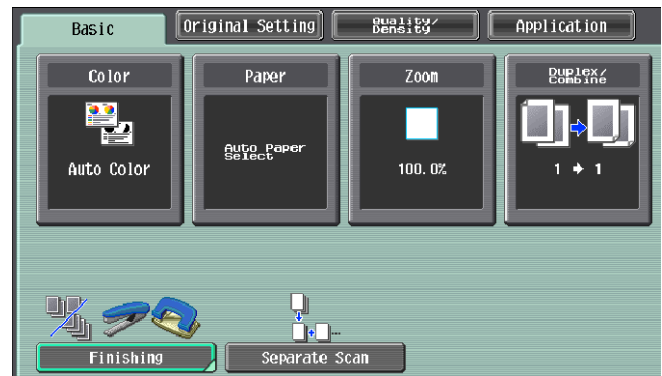 Basic
Original Setting
Quality/
Density
Application
Color
Paper
Zoom
Duplex/
Combine
Auto Color
Auto Paper
Select
100.0%
1 → 1
Finishing
Separate Scan